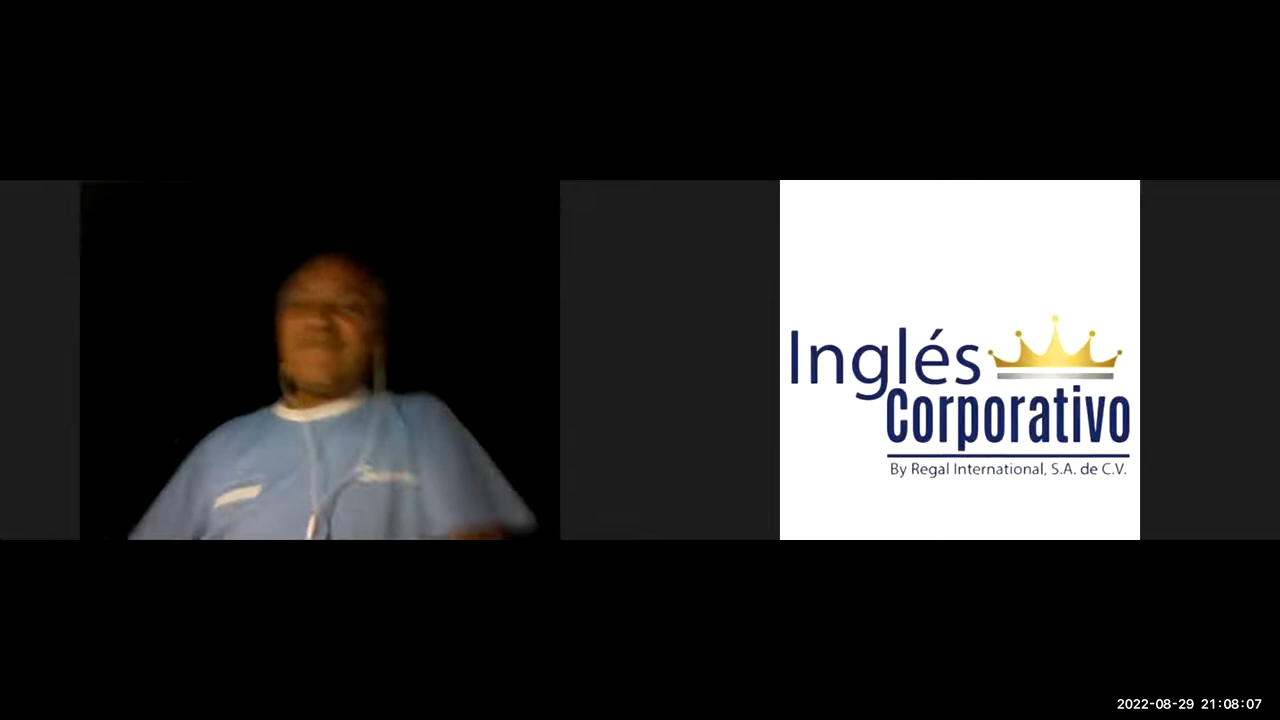 Inglés
Corporativo
By Regal International, S.A. de C.V.
2022-08-29 21:08:07